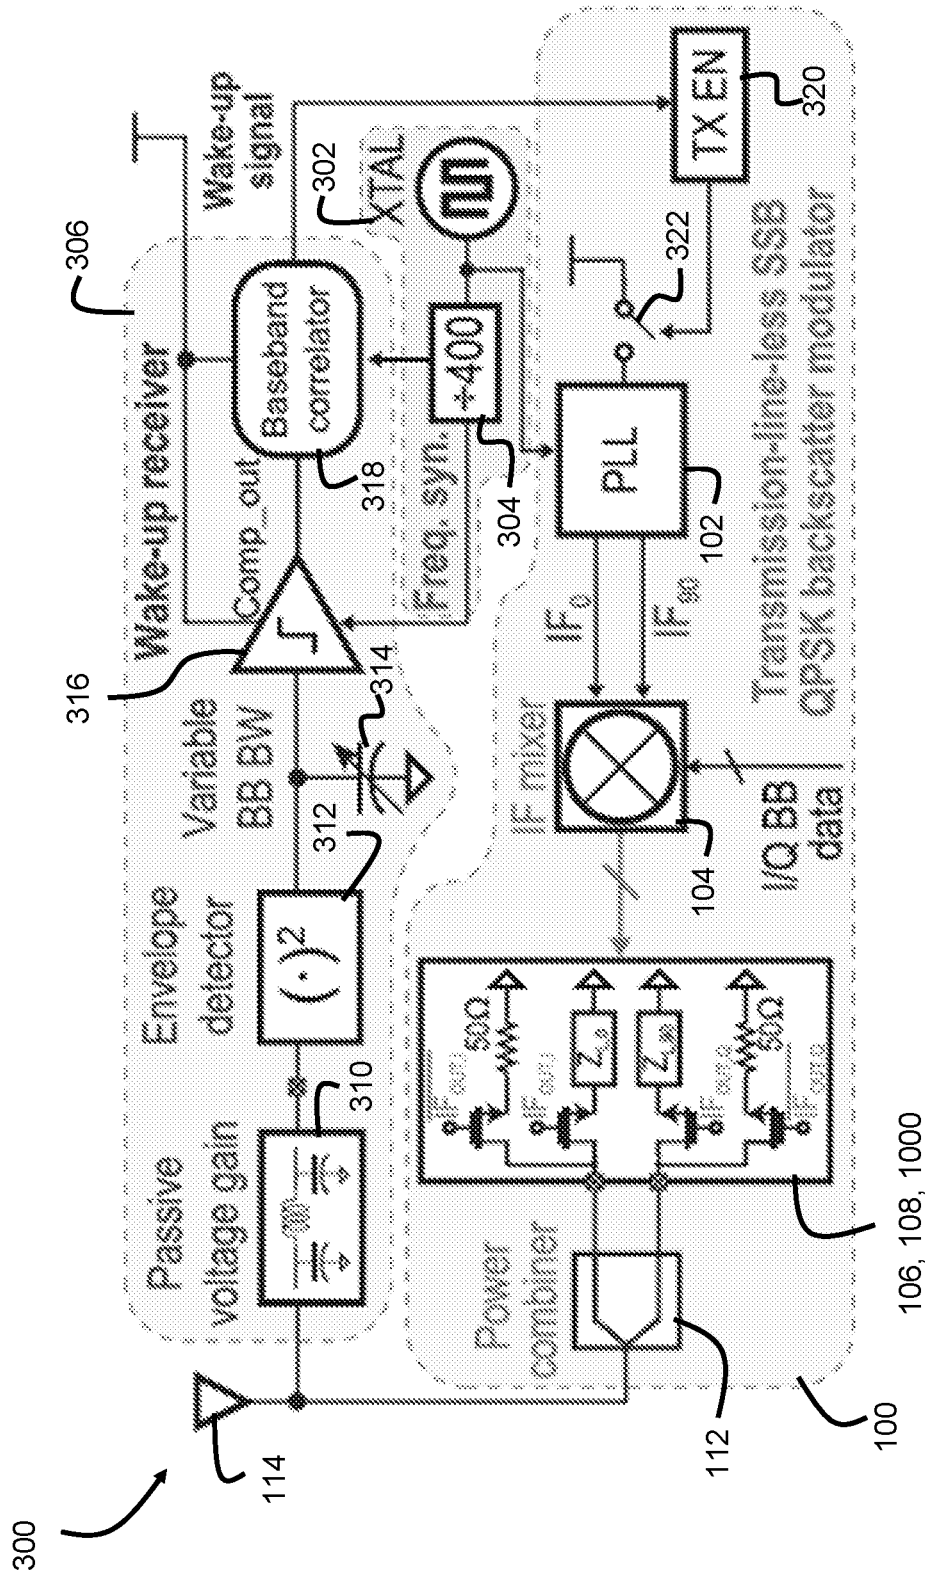 300
114
306
Wake-up receiver
Passive
voltage gain
310
Envelope
detector
( · )²
312
Variable
BB BW
314
316
Comp_out
Baseband
correlator
318
Wake-up
signal
302
XTAL
÷400
304
Freq. syn.
Power
combiner
112
50Ω
50Ω
106, 108, 1000
IF mixer
104
I/Q BB
data
IF₀
IF₉₀
PLL
102
322
TX EN
320
Transmission-line-less SSB
QPSK backscatter modulator
100